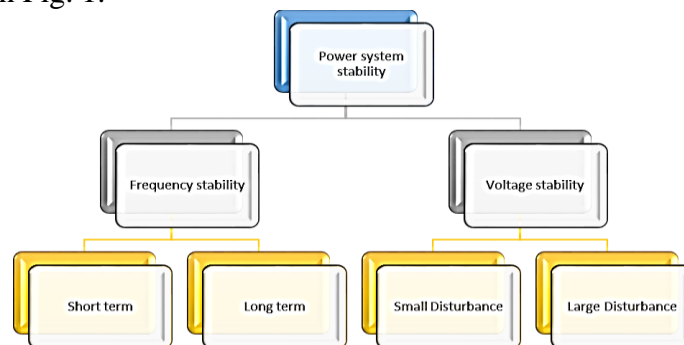 Fig. 1.
Power system
stability
Frequency stability
Voltage stability
Short term
Long term
Small Disturbance
Large Disturbance